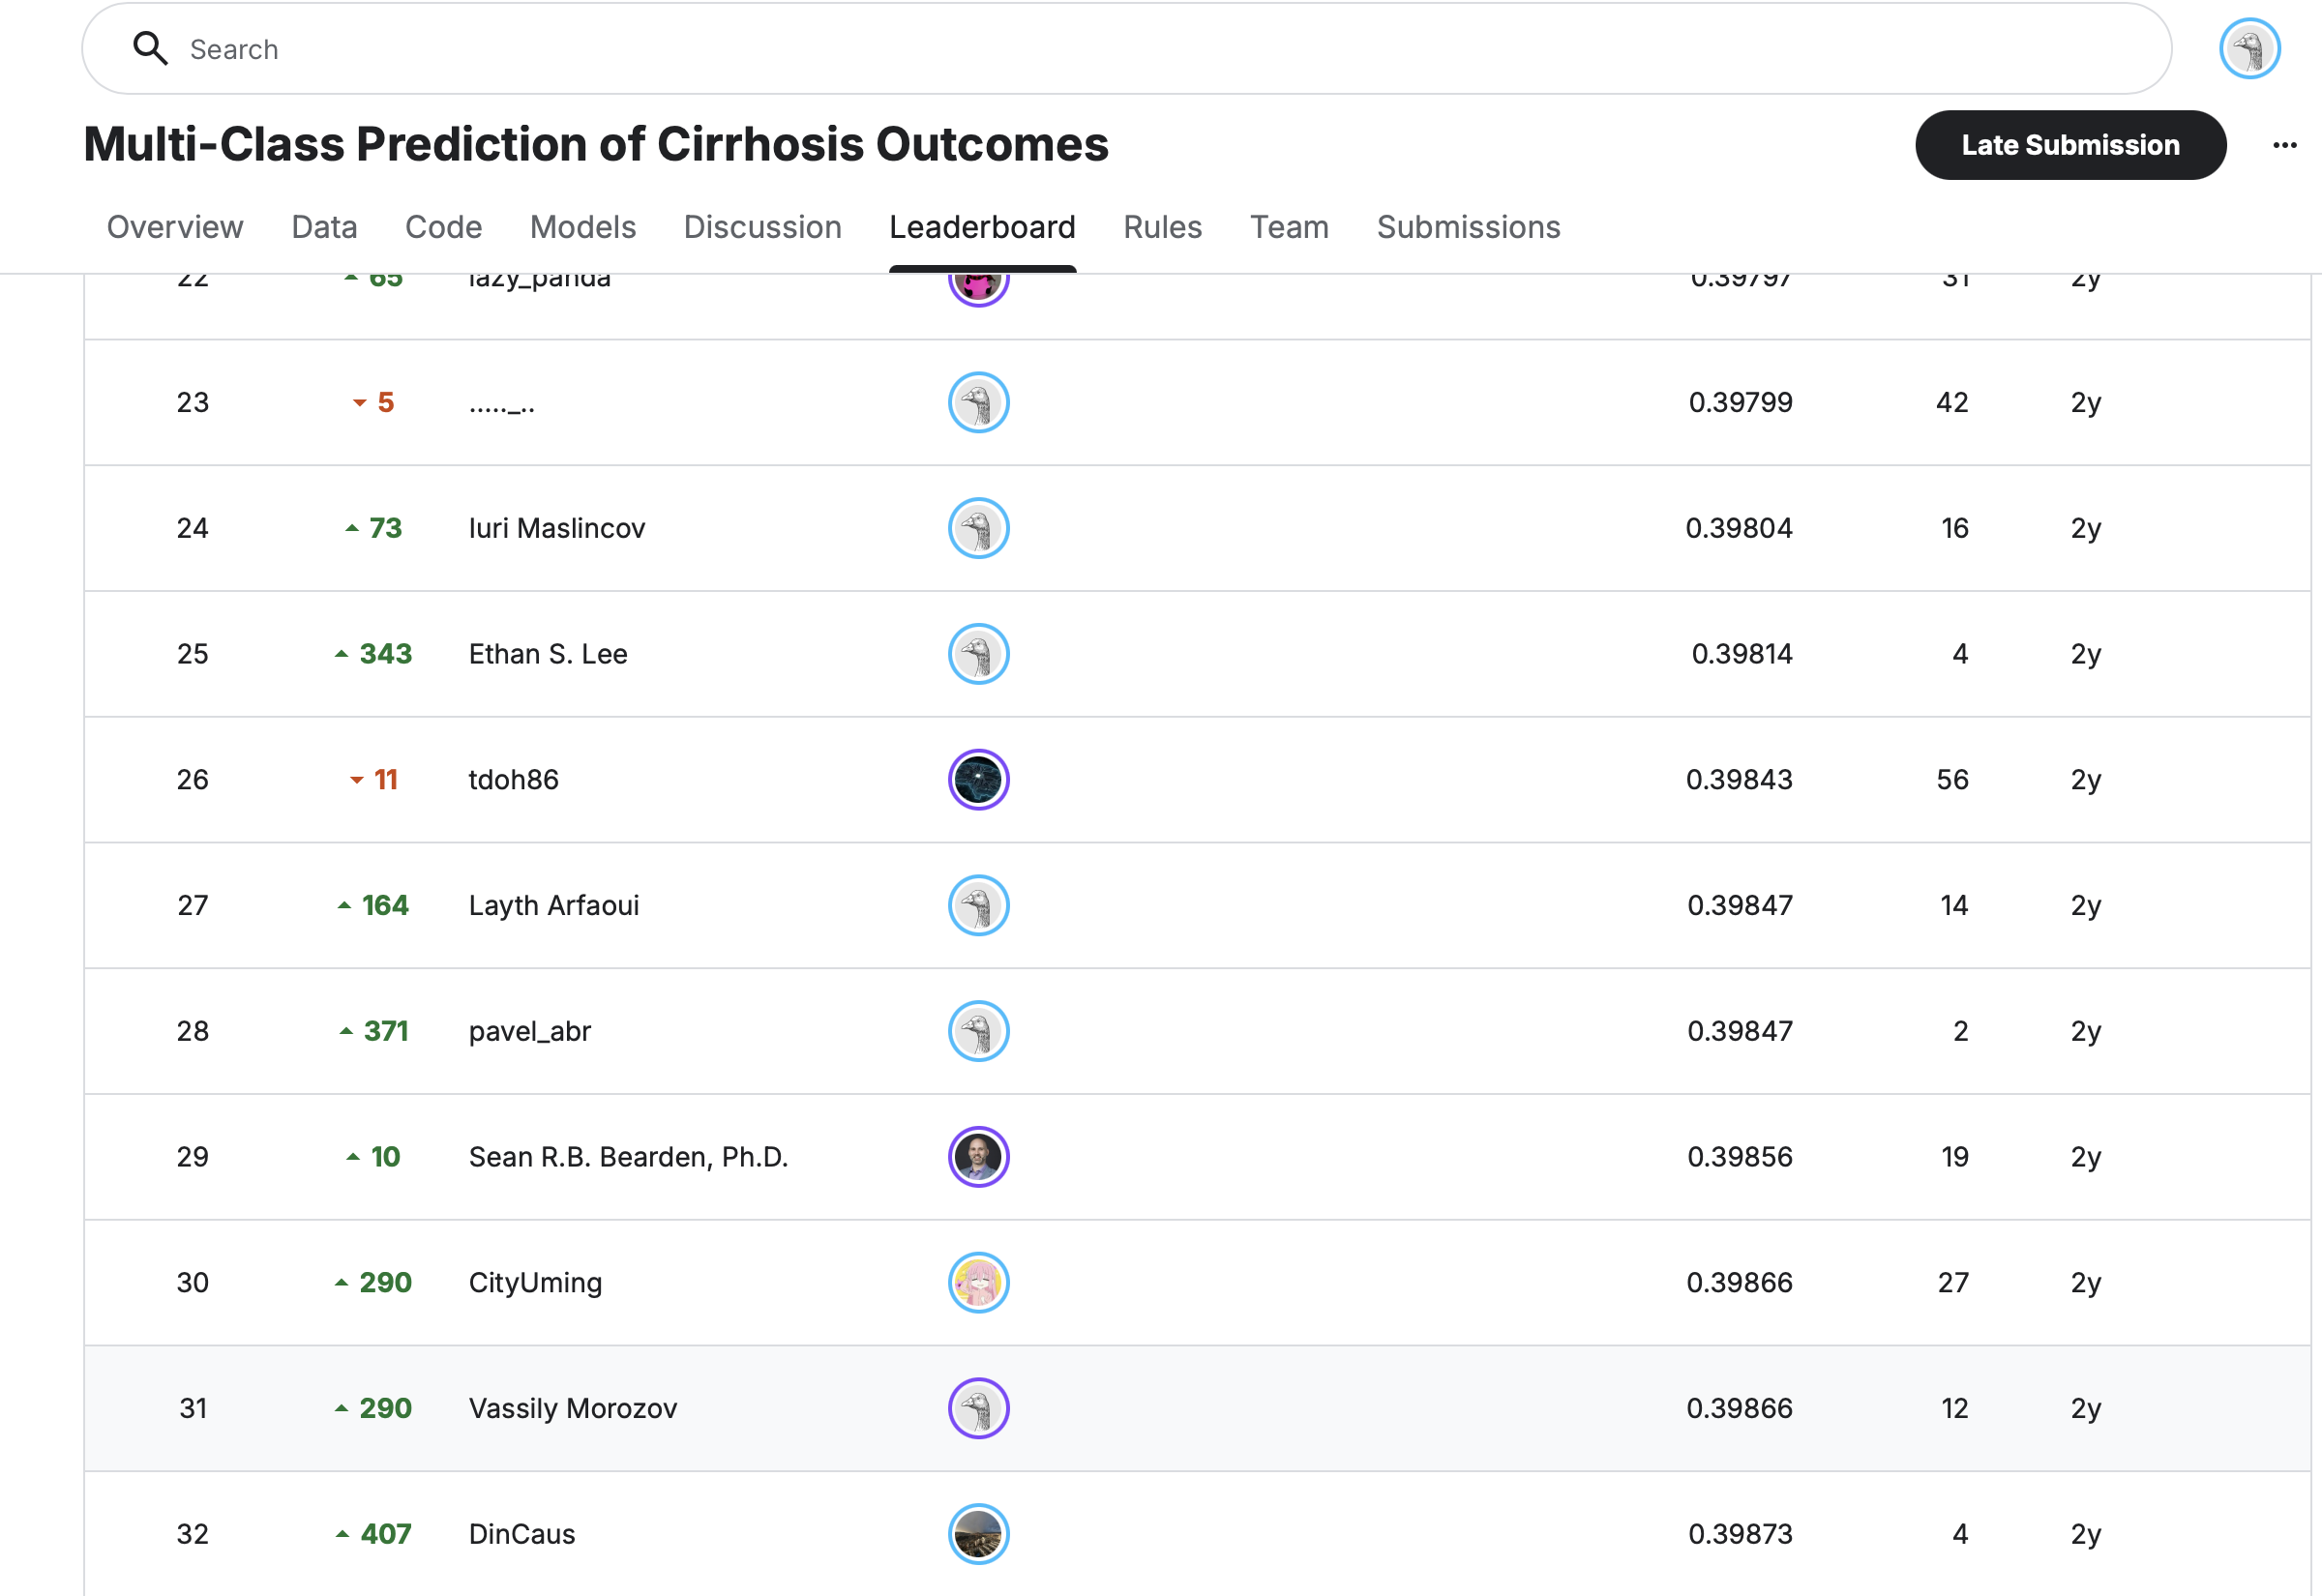 Search
Multi-Class Prediction of Cirrhosis Outcomes
Late Submission
Overview Data Code Models Discussion Leaderboard Rules Team Submissions
22 65 lazy_panda 0.39797 31 2y
23 5 ....._.. 0.39799 42 2y
24 73 Iuri Maslincov 0.39804 16 2y
25 343 Ethan S. Lee 0.39814 4 2y
26 11 tdoh86 0.39843 56 2y
27 164 Layth Arfaoui 0.39847 14 2y
28 371 pavel_abr 0.39847 2 2y
29 10 Sean R.B. Bearden, Ph.D. 0.39856 19 2y
30 290 CityUming 0.39866 27 2y
31 290 Vassily Morozov 0.39866 12 2y
32 407 DinCaus 0.39873 4 2y